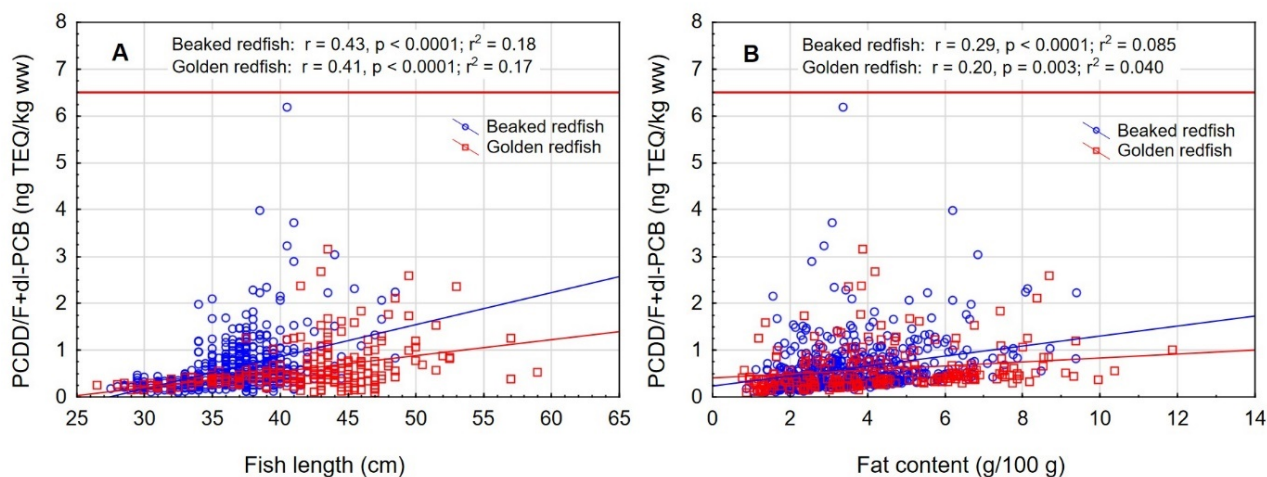 A
Beaked redfish: r = 0.43, p < 0.0001; r² = 0.18
Golden redfish: r = 0.41, p < 0.0001; r² = 0.17
Beaked redfish
Golden redfish
PCDD/F+dl-PCB (ng TEQ/kg ww)
8
7
6
5
4
3
2
1
0
25 30 35 40 45 50 55 60 65
Fish length (cm)
B
Beaked redfish: r = 0.29, p < 0.0001; r² = 0.085
Golden redfish: r = 0.20, p = 0.003; r² = 0.040
Beaked redfish
Golden redfish
PCDD/F+dl-PCB (ng TEQ/kg ww)
8
7
6
5
4
3
2
1
0
0 2 4 6 8 10 12 14
Fat content (g/100 g)